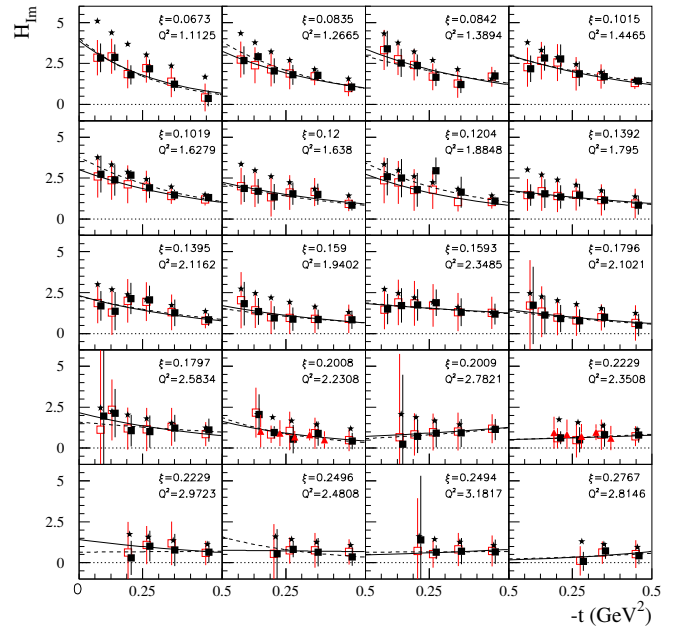 H_Im
ξ=0.0673 ξ=0.0835 ξ=0.0842 ξ=0.1015
Q²=1.1125 Q²=1.2665 Q²=1.3894 Q²=1.4465
5
2.5
0
ξ=0.1019 ξ=0.12 ξ=0.1204 ξ=0.1392
Q²=1.6279 Q²=1.638 Q²=1.8848 Q²=1.795
5
2.5
0
ξ=0.1395 ξ=0.159 ξ=0.1593 ξ=0.1796
Q²=2.1162 Q²=1.9402 Q²=2.3485 Q²=2.1021
5
2.5
0
ξ=0.1797 ξ=0.2008 ξ=0.2009 ξ=0.2229
Q²=2.5834 Q²=2.2308 Q²=2.7821 Q²=2.3508
5
2.5
0
ξ=0.2229 ξ=0.2496 ξ=0.2494 ξ=0.2767
Q²=2.9723 Q²=2.4808 Q²=3.1817 Q²=2.8146
5
2.5
0
0 0.25 0.5 0.25 0.5 0.25 0.5 0.25 0.5
-t (GeV²)